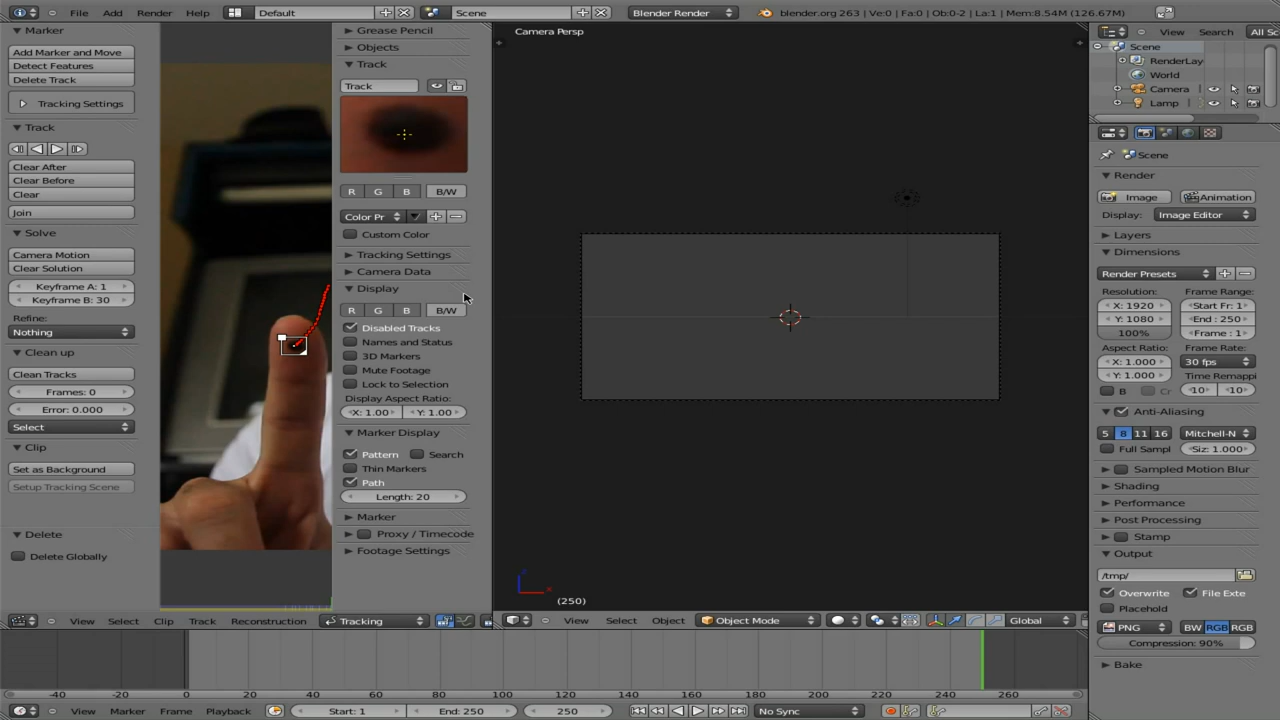 File Add Render Help Default Scene Blender Render blender.org 263 | Ve:0 | Fa:0 | Ob:0-2 | La:1 | Mem:8.54M (126.67M)
Marker
Add Marker and Move
Detect Features
Delete Track
Tracking Settings
Track
Clear After
Clear Before
Clear
Join
Solve
Camera Motion
Clear Solution
Keyframe A: 1
Keyframe B: 30
Refine:
Nothing
Clean up
Clean Tracks
Frames: 0
Error: 0.000
Select
Clip
Set as Background
Setup Tracking Scene
Delete
Delete Globally
Grease Pencil
Objects
Track
Track
R G B B/W
Color Pr
Custom Color
Tracking Settings
Camera Data
Display
R G B B/W
Disabled Tracks
Names and Status
3D Markers
Mute Footage
Lock to Selection
Display Aspect Ratio:
X: 1.00 Y: 1.00
Marker Display
Pattern Search
Thin Markers
Path
Length: 20
Marker
Proxy / Timecode
Footage Settings
View Select Clip Track Reconstruction Tracking
Camera Persp
(250)
View Select Object Object Mode Global
View Search All Sc
Scene
RenderLay
World
Camera
Lamp
Scene
Render
Image Animation
Display: Image Editor
Layers
Dimensions
Render Presets
Resolution: Frame Range:
X: 1920 Start Fr: 1
Y: 1080 End : 250
100% Frame : 1
Aspect Ratio: Frame Rate:
X: 1.000 30 fps
Y: 1.000 Time Remappi
B Cr 10 10
Anti-Aliasing
5 8 11 16 Mitchell-N
Full Sampl Siz: 1.000
Sampled Motion Blur
Shading
Performance
Post Processing
Stamp
Output
/tmp/
Overwrite File Exte
Placehold
PNG BW RGB RGB
Compression: 90%
Bake
-40 -20 0 20 40 60 80 100 120 140 160 180 200 220 240 260
View Marker Frame Playback Start: 1 End: 250 250 No Sync